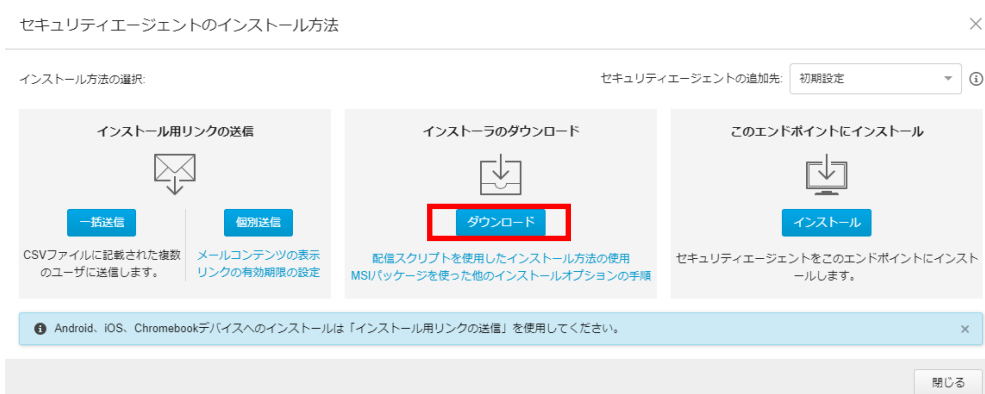 セキュリティエージェントのインストール方法
インストール方法の選択:
セキュリティエージェントの追加先: 初期設定
インストール用リンクの送信
一括送信
個別送信
CSVファイルに記載された複数
のユーザに送信します。
メールコンテンツの表示
リンクの有効期限の設定
インストーラのダウンロード
ダウンロード
配信スクリプトを使用したインストール方法の使用
MSIパッケージを使った他のインストールオプションの手順
このエンドポイントにインストール
インストール
セキュリティエージェントをこのエンドポイントにインスト
ールします。
Android、iOS、Chromebookデバイスへのインストールは「インストール用リンクの送信」を使用してください。
閉じる